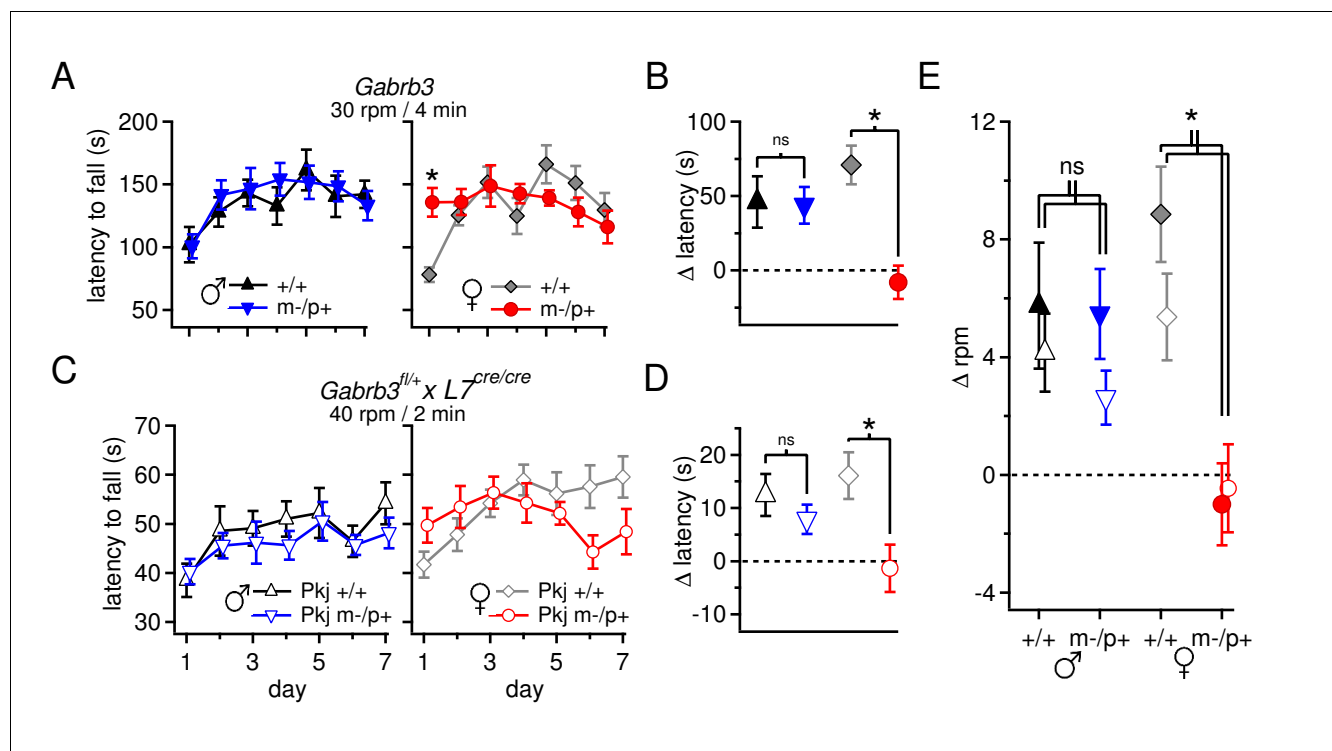 A
Gabrb3
30 rpm / 4 min
latency to fall (s)
200
150
100
50
*
♂
+/+
m-/p+
♀
+/+
m-/p+
B
Δ latency (s)
100
50
0
ns
*
C
Gabrb3fl/+ x L7cre/cre
40 rpm / 2 min
latency to fall (s)
70
60
50
40
30
♂
Pkj +/+
Pkj m-/p+
♀
Pkj +/+
Pkj m-/p+
1 3 5 7
day
1 3 5 7
day
D
Δ latency (s)
20
10
0
-10
ns
*
E
Δ rpm
12
8
4
0
-4
ns
*
+/+ m-/p+ +/+ m-/p+
♂ ♀